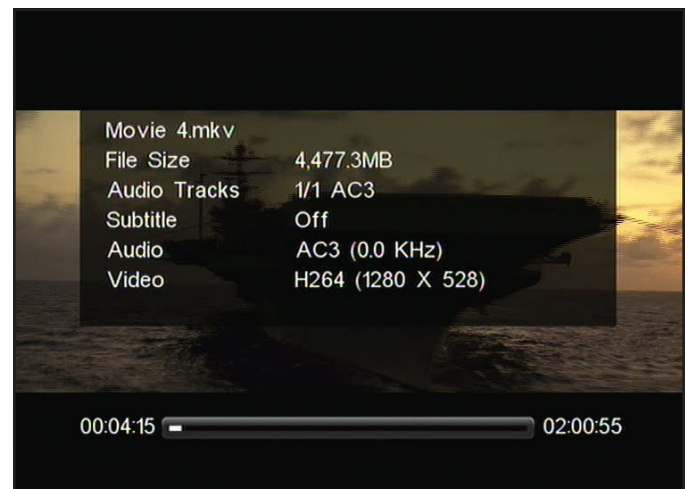 Movie 4.mkv
File Size 4,477.3MB
Audio Tracks 1/1 AC3
Subtitle Off
Audio AC3 (0.0 KHz)
Video H264 (1280 X 528)
00:04:15 02:00:55